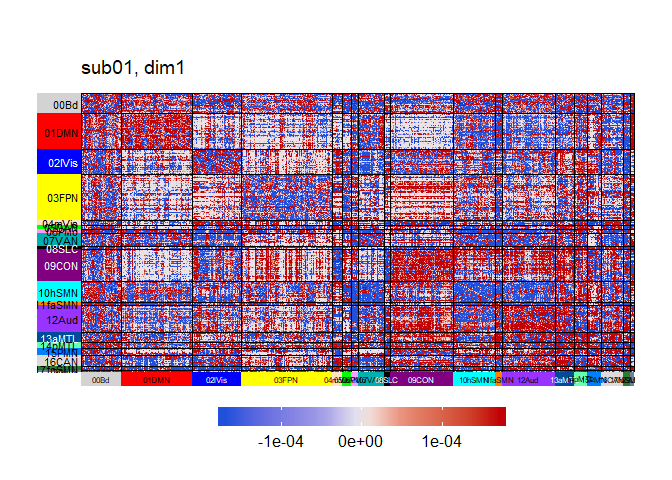 sub01, dim1
00Bd
01DMN
02lVis
03FPN
07VAN
08SLC
09CON
10hSMN
11faSMN
12Aud
13aMTL
15PMN
16CAN
00Bd 01DMN 02lVis 03FPN 09CON 10hSMN 12Aud
-1e-04 0e+00 1e-04